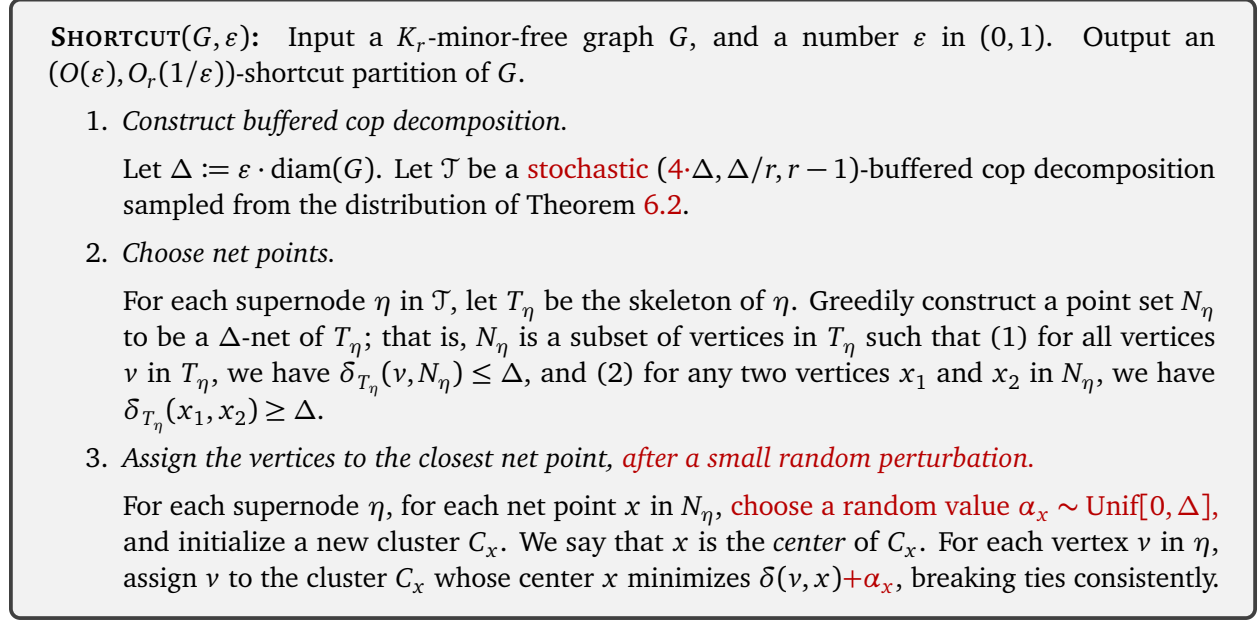 SHORTCUT(G, ε): Input a K_r-minor-free graph G, and a number ε in (0, 1). Output an
(O(ε), O_r(1/ε))-shortcut partition of G.
1. Construct buffered cop decomposition.
Let Δ := ε · diam(G). Let 𝒯 be a stochastic (4·Δ, Δ/r, r − 1)-buffered cop decomposition
sampled from the distribution of Theorem 6.2.
2. Choose net points.
For each supernode η in 𝒯, let T_η be the skeleton of η. Greedily construct a point set N_η
to be a Δ-net of T_η; that is, N_η is a subset of vertices in T_η such that (1) for all vertices
v in T_η, we have δ_{T_η}(v, N_η) ≤ Δ, and (2) for any two vertices x₁ and x₂ in N_η, we have
δ_{T_η}(x₁, x₂) ≥ Δ.
3. Assign the vertices to the closest net point, after a small random perturbation.
For each supernode η, for each net point x in N_η, choose a random value α_x ∼ Unif[0, Δ],
and initialize a new cluster C_x. We say that x is the center of C_x. For each vertex v in η,
assign v to the cluster C_x whose center x minimizes δ(v, x)+α_x, breaking ties consistently.